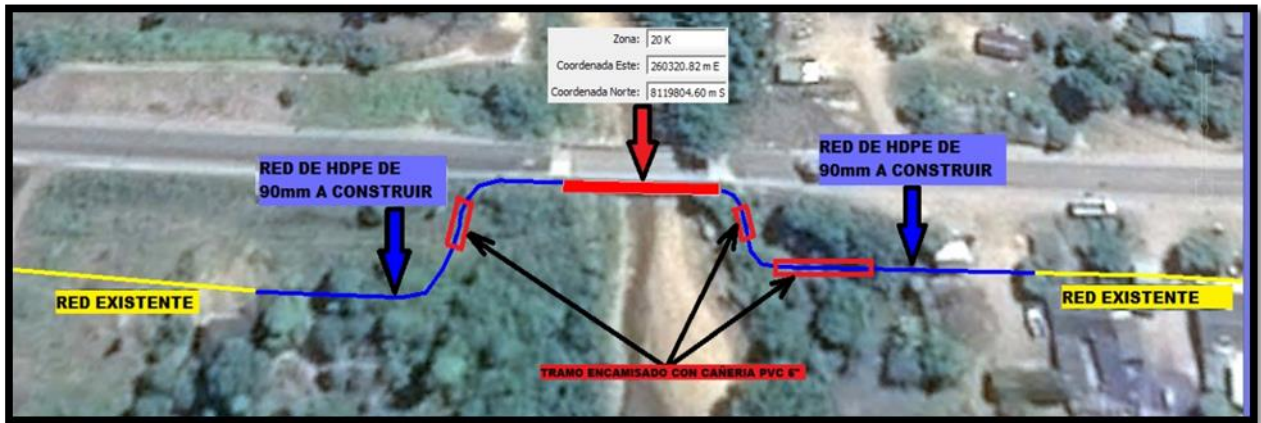 Zona: 20 K
Coordenada Este: 260320.82 m E
Coordenada Norte: 8119804.60 m S
RED DE HDPE DE
90mm A CONSTRUIR
RED DE HDPE DE
90mm A CONSTRUIR
RED EXISTENTE
RED EXISTENTE
TRAMO ENCAMISADO CON CAÑERIA PVC 6"